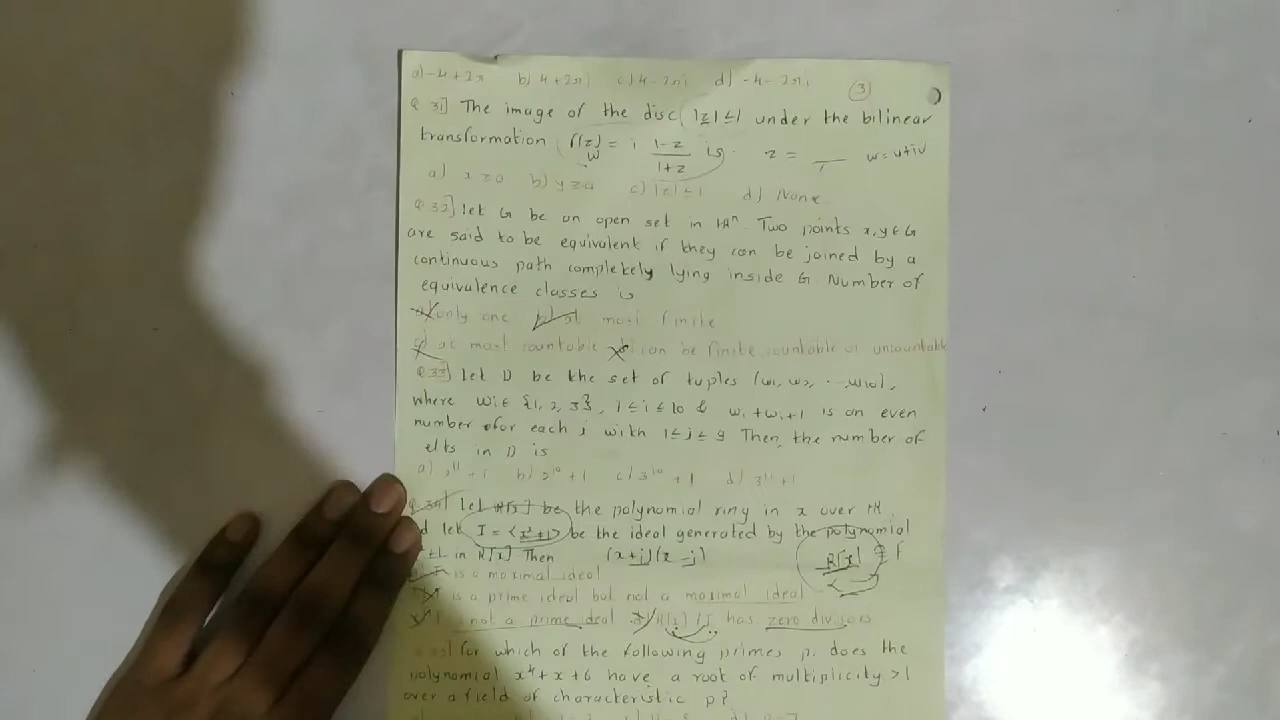 a) -4+2π b) 4+2πi c) 4-2πi d) -4-2πi
3
Q 31] The image of the disc |z|≤1 under the bilinear
transformation f(z) = i (1-z)/(1+z) is z = w = u+iv
w
a) x≥0 b) y≥0 c) |z|≤1 d) None
Q 32] let G be an open set in ℝⁿ. Two points x,y ∈ G
are said to be equivalent if they can be joined by a
continuous path completely lying inside G. Number of
equivalence classes is
a) only one b) at most finite
c) at most countable d) can be finite, countable or uncountable
Q 33] Let D be the set of tuples (w1, w2, ..., w10),
where wi ∈ {1, 2, 3}, 1≤i≤10 & wi + wi+1 is an even
number for each i with 1≤i≤9 Then, the number of
elts in D is
a) 2¹¹+1 b) 2¹⁰+1 c) 3¹⁰+1 d) 3¹¹+1
Q 34] Let ℝ[x] be the polynomial ring in x over ℝ
let I = <x²+1> be the ideal generated by the polynomial
in ℝ[x] Then (x+i)(x-i) R[x]
I is a maximal ideal
I is a prime ideal but not a maximal ideal
I not a prime ideal d) R[x]/I has zero divisors
for which of the following primes p, does the
polynomial x⁴+x+6 have a root of multiplicity >1
over a field of characteristic p?